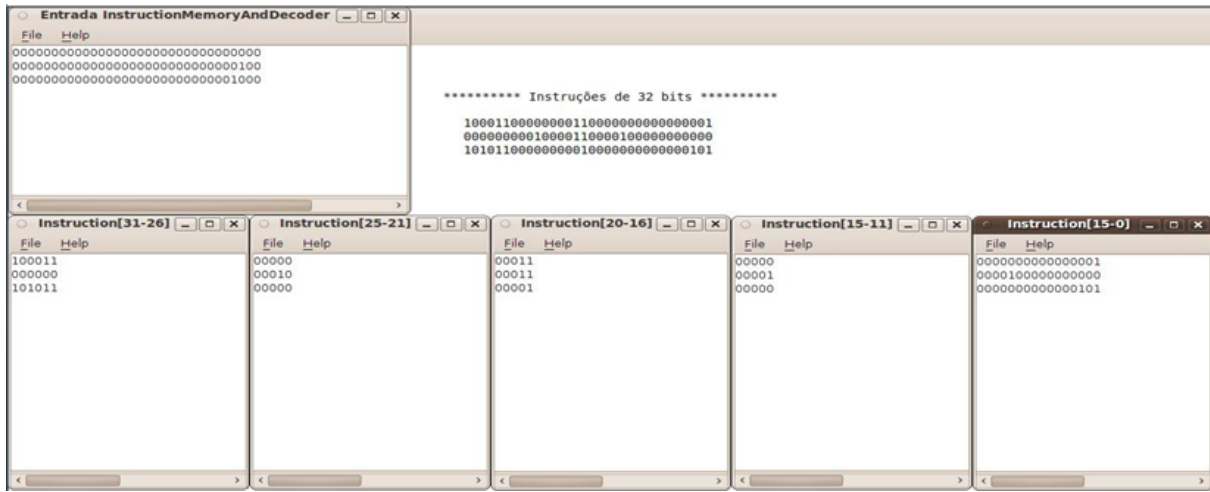 Entrada InstructionMemoryAndDecoder
File Help
00000000000000000000000000000000
00000000000000000000000000000100
00000000000000000000000000001000
********** Instruções de 32 bits **********
10001100000000110000000000000001
00000000010000110000100000000000
10101100000000010000000000000101
Instruction[31-26]
File Help
100011
000000
101011
Instruction[25-21]
File Help
00000
00010
00000
Instruction[20-16]
File Help
00011
00011
00001
Instruction[15-11]
File Help
00000
00001
00000
Instruction[15-0]
File Help
0000000000000001
0000100000000000
0000000000000101